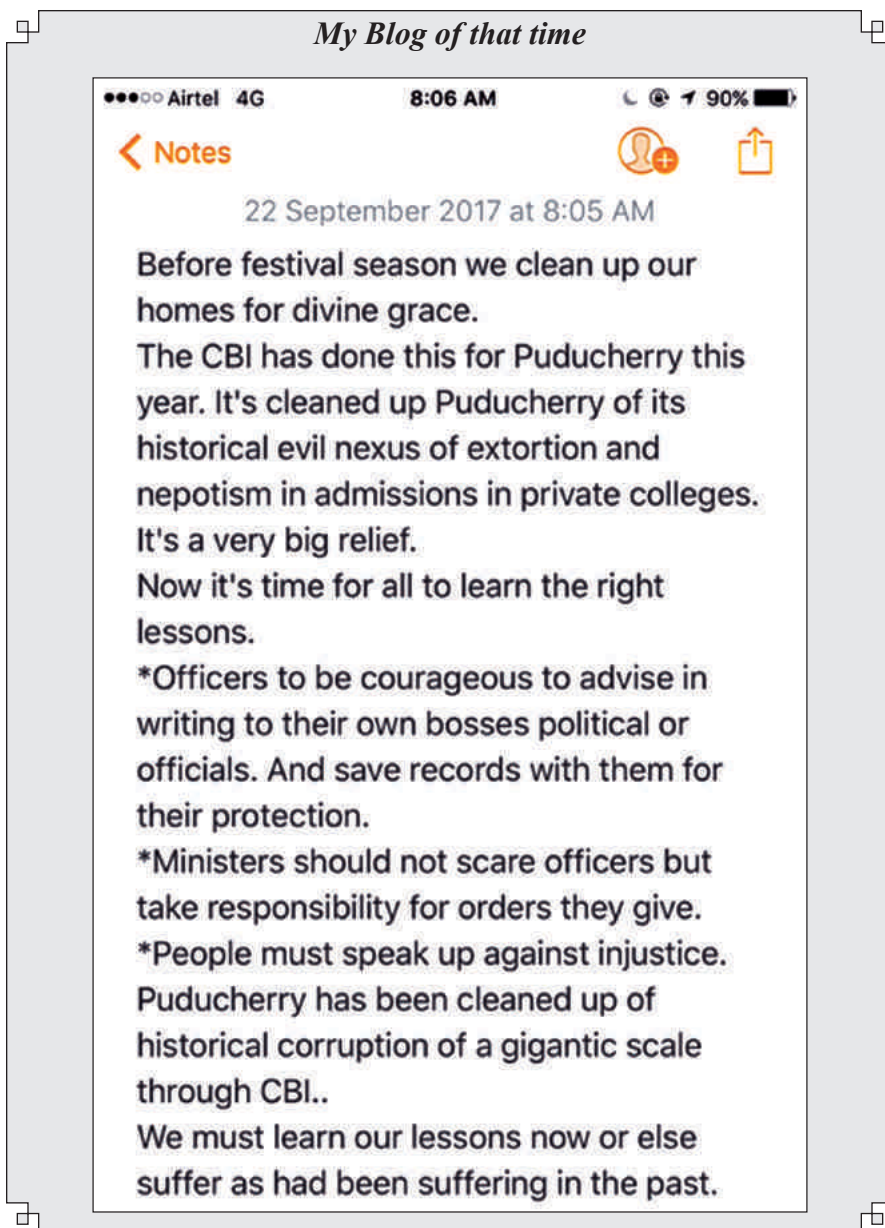 My Blog of that time
Airtel 4G 8:06 AM 90%
Notes
22 September 2017 at 8:05 AM
Before festival season we clean up our
homes for divine grace.
The CBI has done this for Puducherry this
year. It's cleaned up Puducherry of its
historical evil nexus of extortion and
nepotism in admissions in private colleges.
It's a very big relief.
Now it's time for all to learn the right
lessons.
*Officers to be courageous to advise in
writing to their own bosses political or
officials. And save records with them for
their protection.
*Ministers should not scare officers but
take responsibility for orders they give.
*People must speak up against injustice.
Puducherry has been cleaned up of
historical corruption of a gigantic scale
through CBI..
We must learn our lessons now or else
suffer as had been suffering in the past.